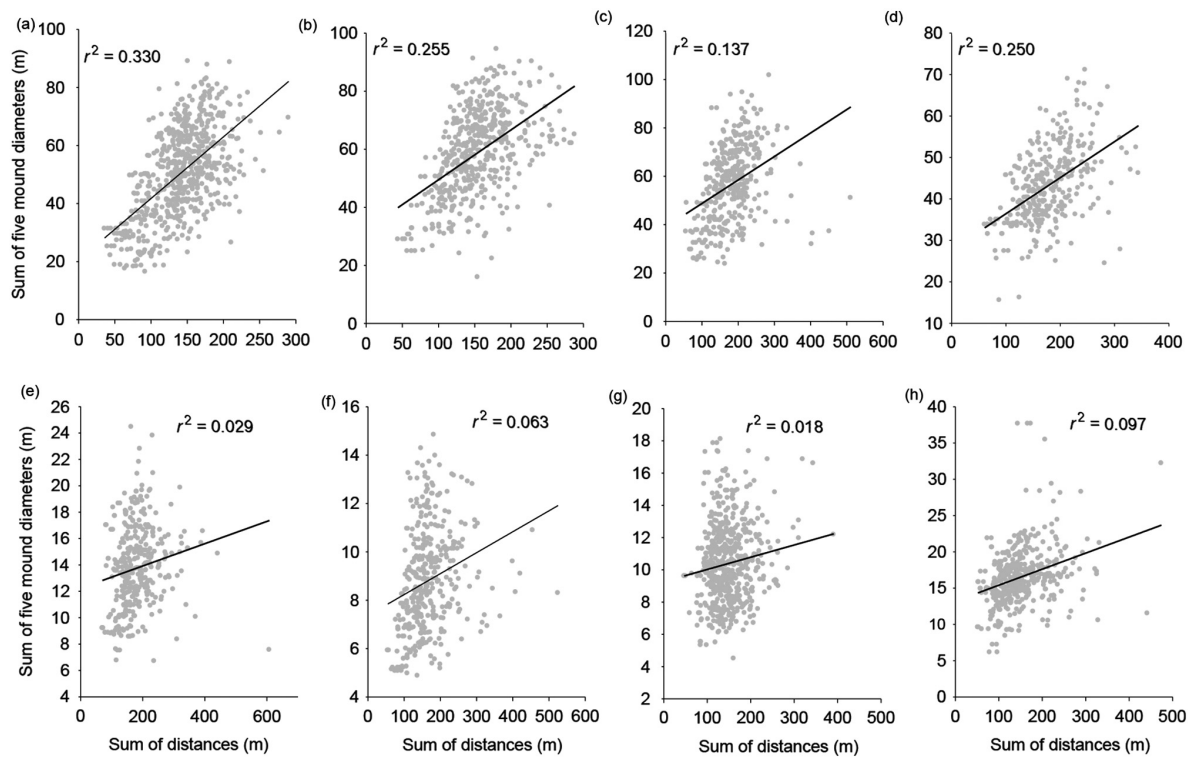 (a) (b) (c) (d)
r² = 0.330 r² = 0.255 r² = 0.137 r² = 0.250
Sum of five mound diameters (m)
100 80 60 40 20 0
0 50 100 150 200 250 300
100 80 60 40 20 0
0 50 100 150 200 250 300
120 100 80 60 40 20 0
0 100 200 300 400 500 600
80 70 60 50 40 30 20 10
0 100 200 300 400
(e) (f) (g) (h)
r² = 0.029 r² = 0.063 r² = 0.018 r² = 0.097
Sum of five mound diameters (m)
26 24 22 20 18 16 14 12 10 8 6 4
0 200 400 600
16 14 12 10 8 6 4
0 100 200 300 400 500 600
20 18 16 14 12 10 8 6 4 2
0 100 200 300 400 500
40 35 30 25 20 15 10 5 0
0 100 200 300 400 500
Sum of distances (m) Sum of distances (m) Sum of distances (m) Sum of distances (m)